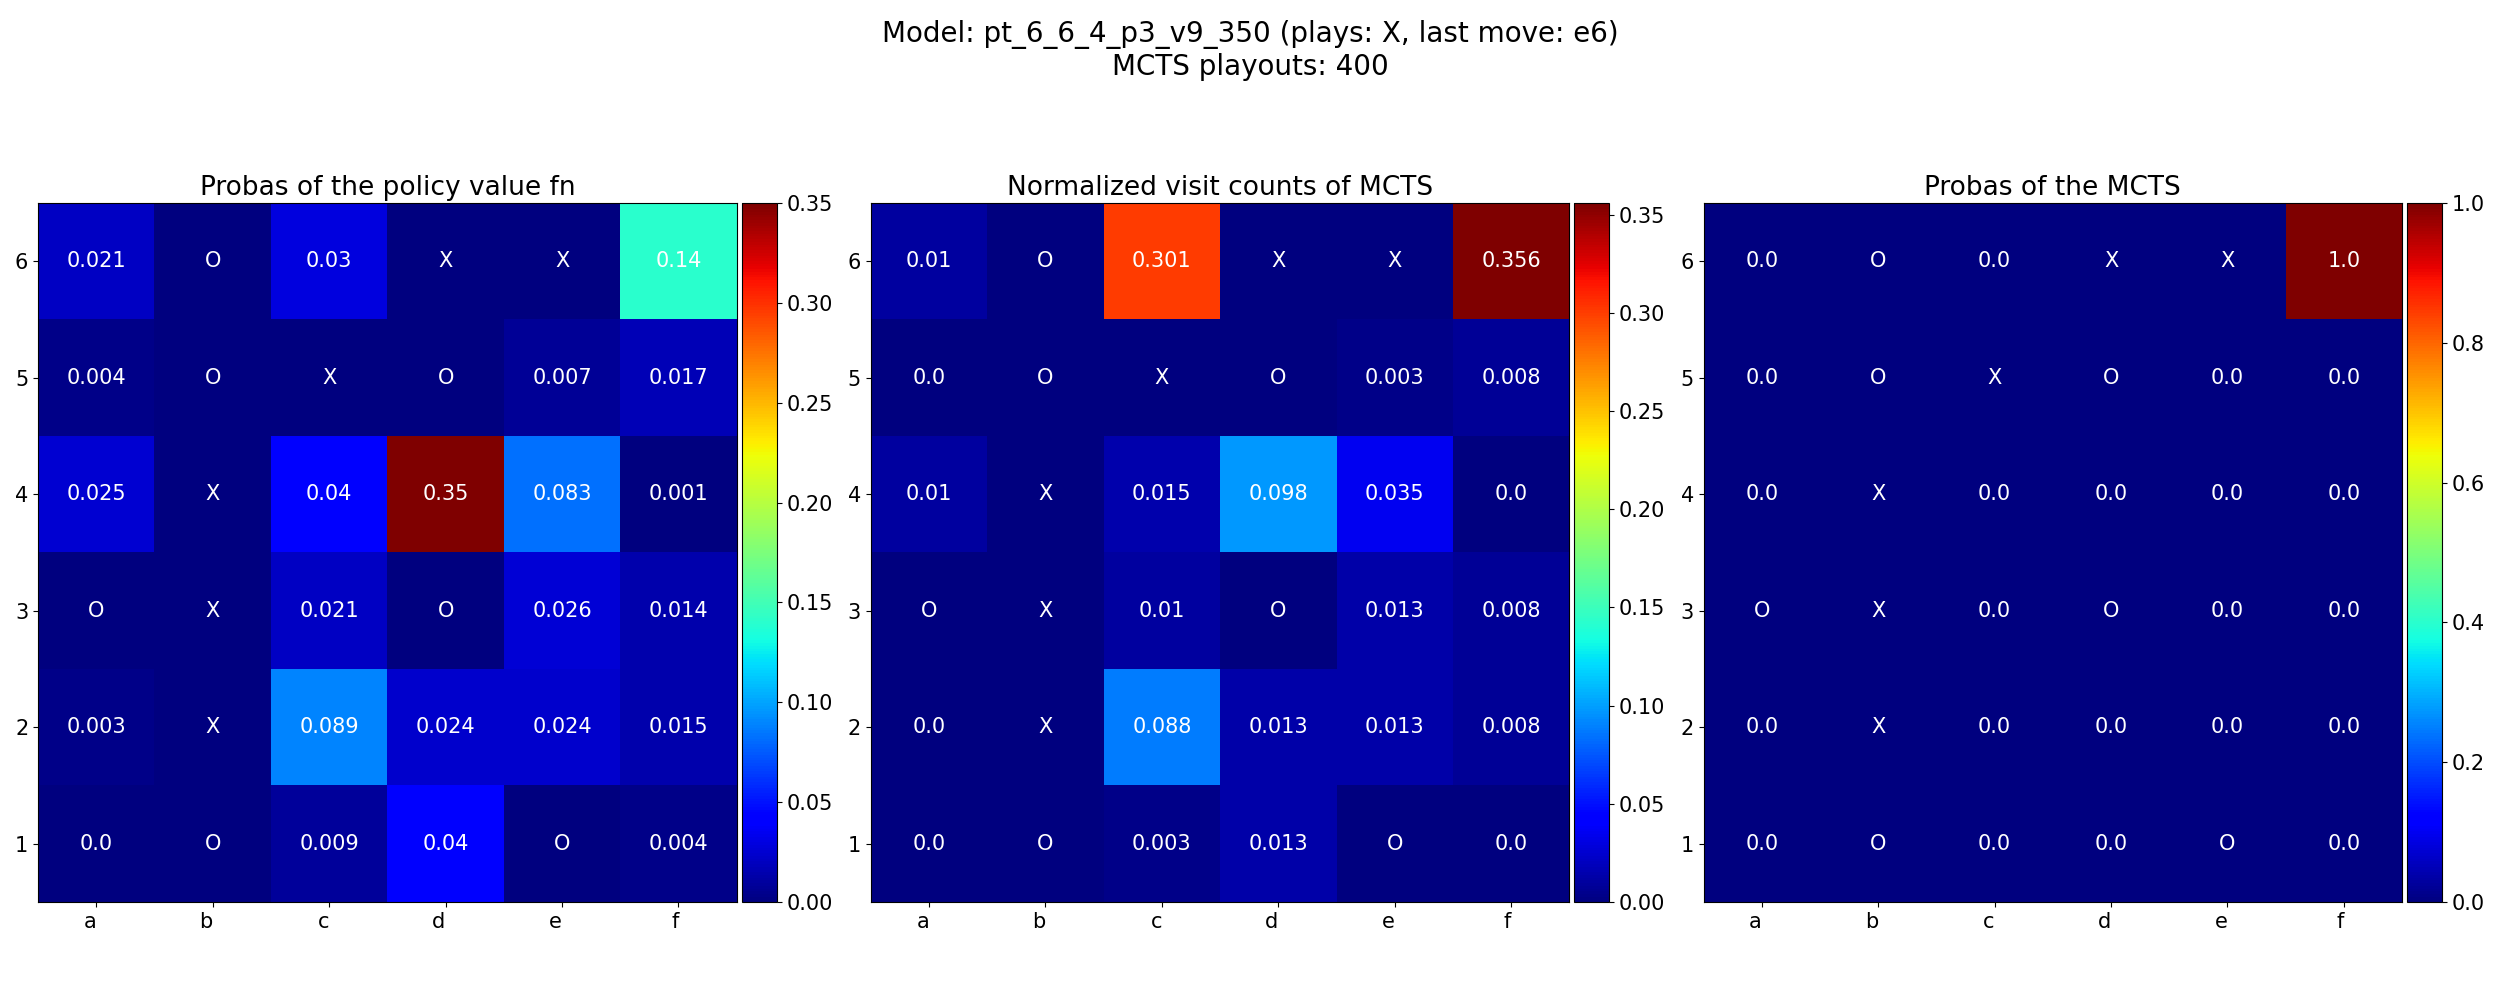 Model: pt_6_6_4_p3_v9_350 (plays: X, last move: e6)
MCTS playouts: 400
Probas of the policy value fn
6 0.021 O 0.03 X X 0.14
5 0.004 O X O 0.007 0.017
4 0.025 X 0.04 0.35 0.083 0.001
3 O X 0.021 O 0.026 0.014
2 0.003 X 0.089 0.024 0.024 0.015
1 0.0 O 0.009 0.04 O 0.004
a b c d e f
0.35
0.30
0.25
0.20
0.15
0.10
0.05
0.00
Normalized visit counts of MCTS
6 0.01 O 0.301 X X 0.356
5 0.0 O X O 0.003 0.008
4 0.01 X 0.015 0.098 0.035 0.0
3 O X 0.01 O 0.013 0.008
2 0.0 X 0.088 0.013 0.013 0.008
1 0.0 O 0.003 0.013 O 0.0
a b c d e f
0.35
0.30
0.25
0.20
0.15
0.10
0.05
0.00
Probas of the MCTS
6 0.0 O 0.0 X X 1.0
5 0.0 O X O 0.0 0.0
4 0.0 X 0.0 0.0 0.0 0.0
3 O X 0.0 O 0.0 0.0
2 0.0 X 0.0 0.0 0.0 0.0
1 0.0 O 0.0 0.0 O 0.0
a b c d e f
1.0
0.8
0.6
0.4
0.2
0.0